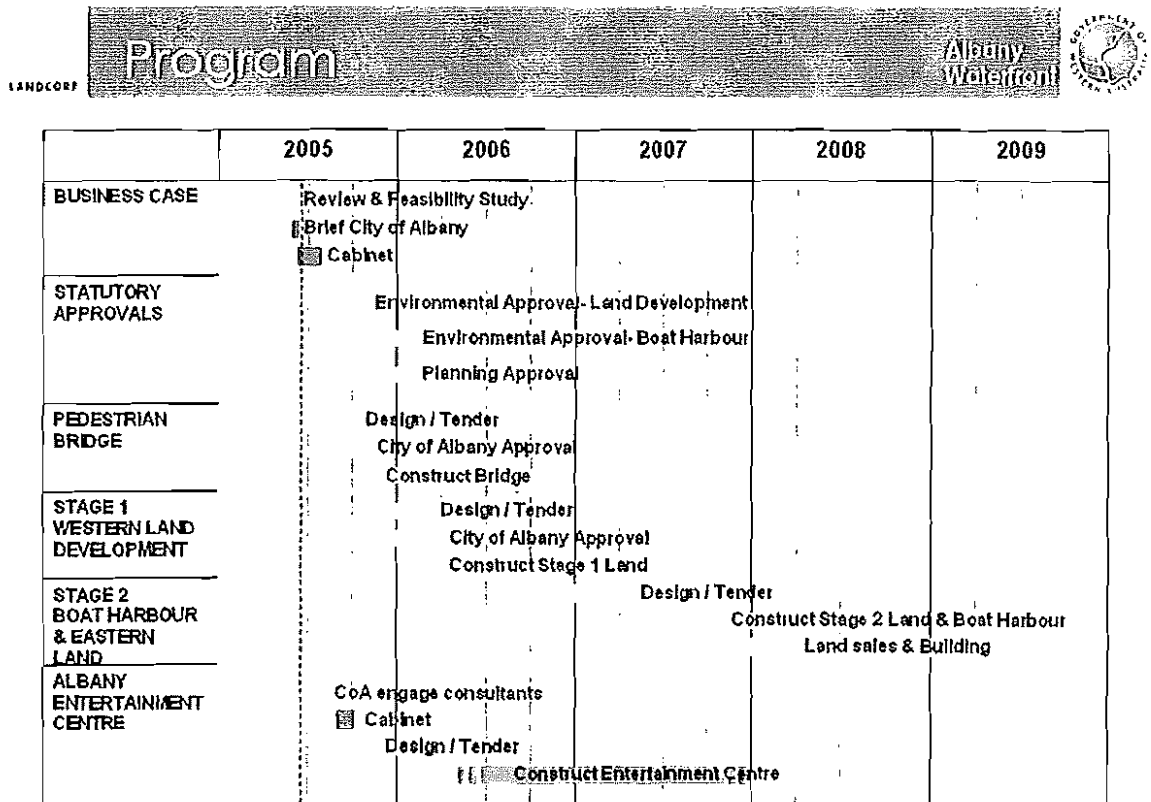 LANDCORP
Program
Albany
Waterfront
GOVERNMENT OF
WESTERN AUSTRALIA
2005 2006 2007 2008 2009
BUSINESS CASE
Review & Feasibility Study
Brief City of Albany
Cabinet
STATUTORY
APPROVALS
Environmental Approval- Land Development
Environmental Approval- Boat Harbour
Planning Approval
PEDESTRIAN
BRIDGE
Design / Tender
City of Albany Approval
Construct Bridge
STAGE 1
WESTERN LAND
DEVELOPMENT
Design / Tender
City of Albany Approval
Construct Stage 1 Land
STAGE 2
BOAT HARBOUR
& EASTERN
LAND
Design / Tender
Construct Stage 2 Land & Boat Harbour
Land sales & Building
ALBANY
ENTERTAINMENT
CENTRE
CoA engage consultants
Cabinet
Design / Tender
Construct Entertainment Centre